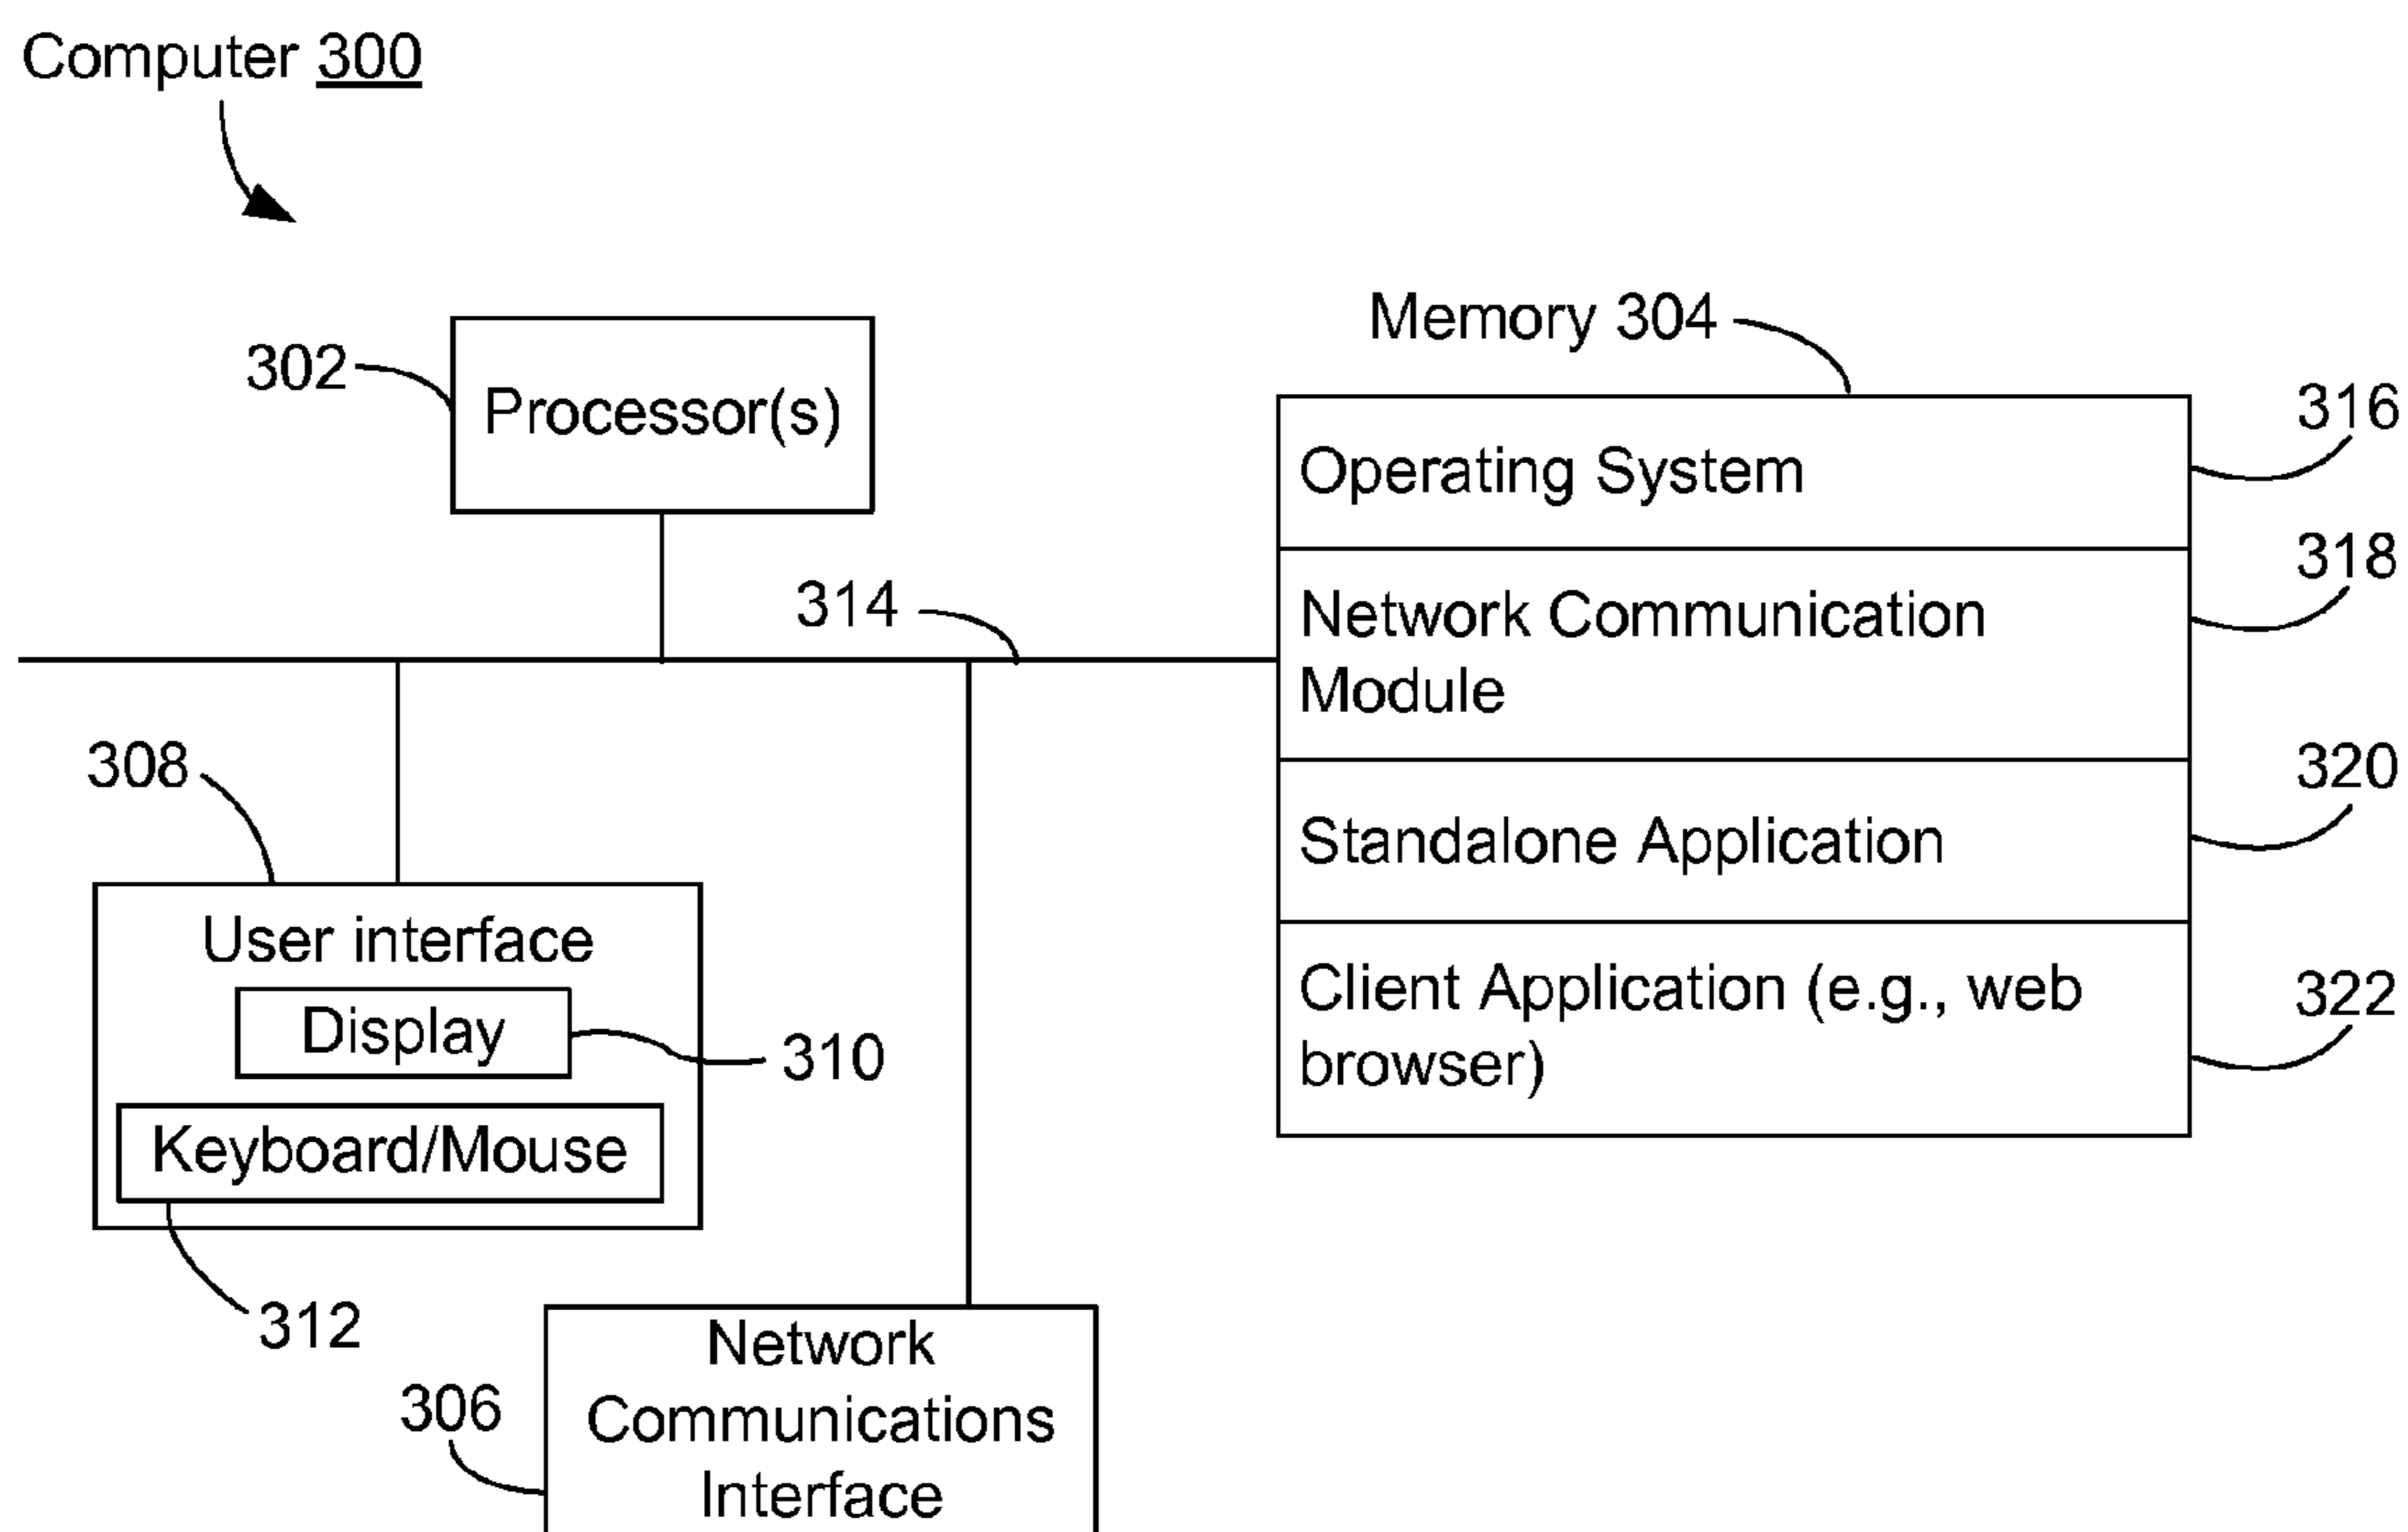 Computer 300
302
Processor(s)
Memory 304
316
Operating System
318
Network Communication
Module
314
308
320
Standalone Application
User interface
Display
310
Client Application (e.g., web
browser)
322
Keyboard/Mouse
312
306
Network
Communications
Interface